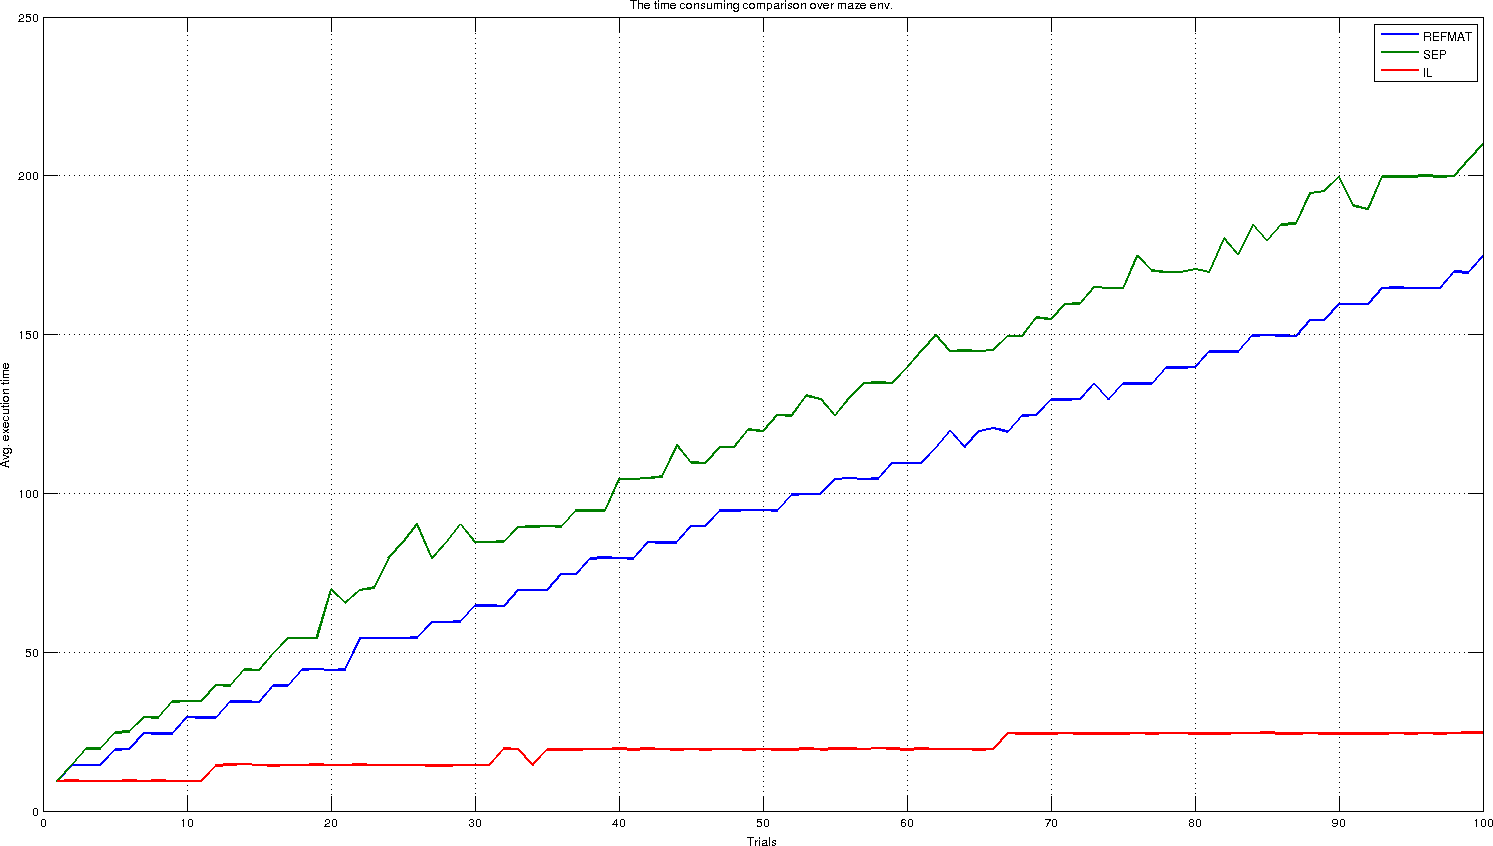 The time consuming comparison over maze env.
250
200
150
100
50
0
Avg. execution time
REFMAT
SEP
IL
0 10 20 30 40 50 60 70 80 90 100
Trials